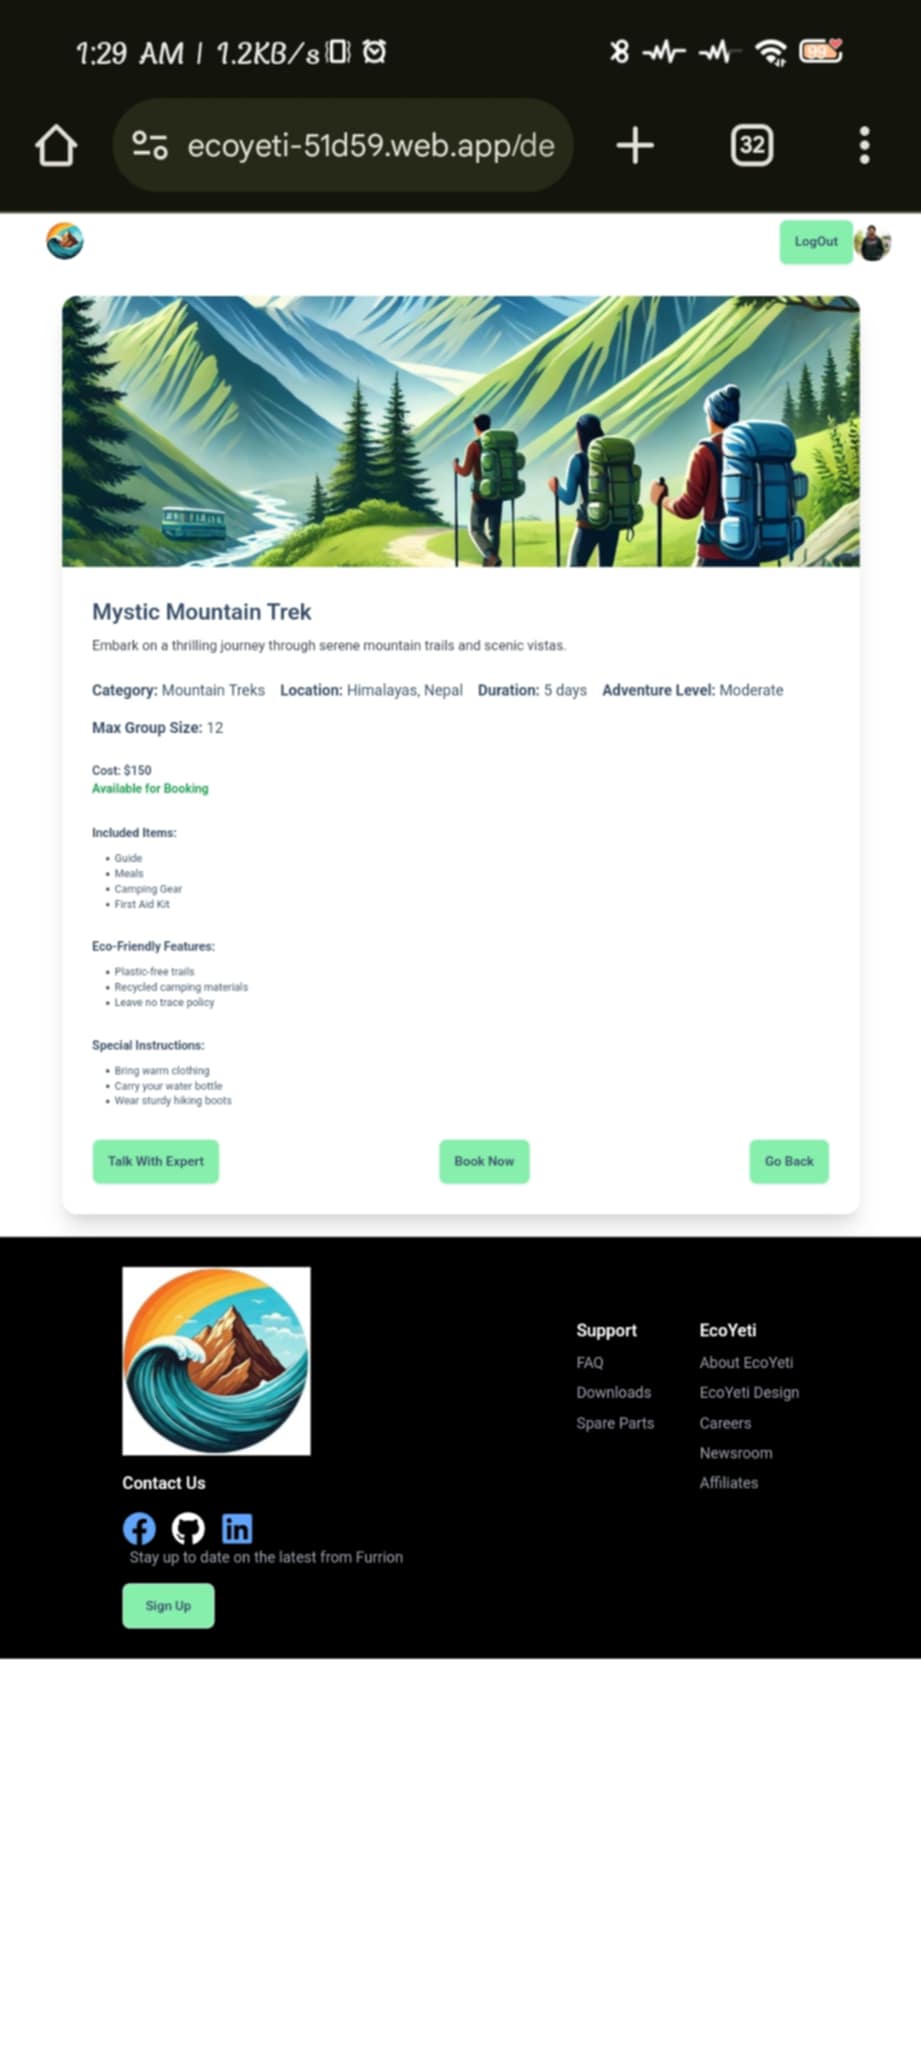 1:29 AM | 1.2KB/s
99
ecoyeti-51d59.web.app/de
32
LogOut
Mystic Mountain Trek
Embark on a thrilling journey through serene mountain trails and scenic vistas.
Category: Mountain Treks Location: Himalayas, Nepal Duration: 5 days Adventure Level: Moderate
Max Group Size: 12
Cost: $150
Available for Booking
Included Items:
• Guide
• Meals
• Camping Gear
• First Aid Kit
Eco-Friendly Features:
• Plastic-free trails
• Recycled camping materials
• Leave no trace policy
Special Instructions:
• Bring warm clothing
• Carry your water bottle
• Wear sturdy hiking boots
Talk With Expert Book Now Go Back
Contact Us
Stay up to date on the latest from Furrion
Sign Up
Support
FAQ
Downloads
Spare Parts
EcoYeti
About EcoYeti
EcoYeti Design
Careers
Newsroom
Affiliates